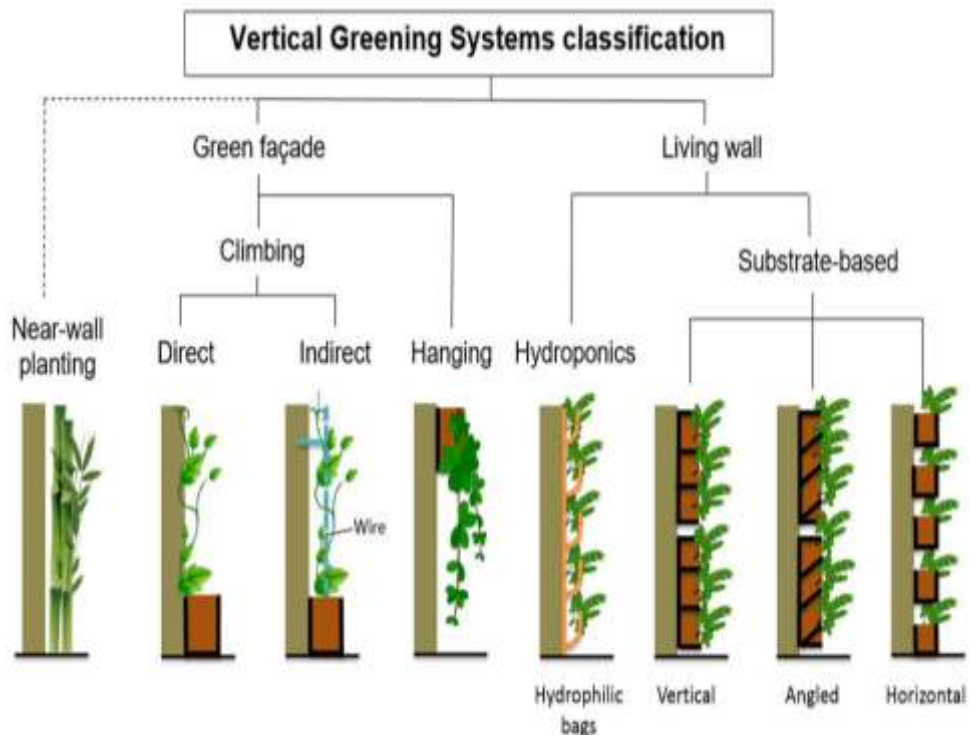 Vertical Greening Systems classification
Green façade
Living wall
Climbing
Substrate-based
Near-wall
planting
Direct
Indirect
Hanging
Hydroponics
Wire
Hydrophilic
bags
Vertical
Angled
Horizontal